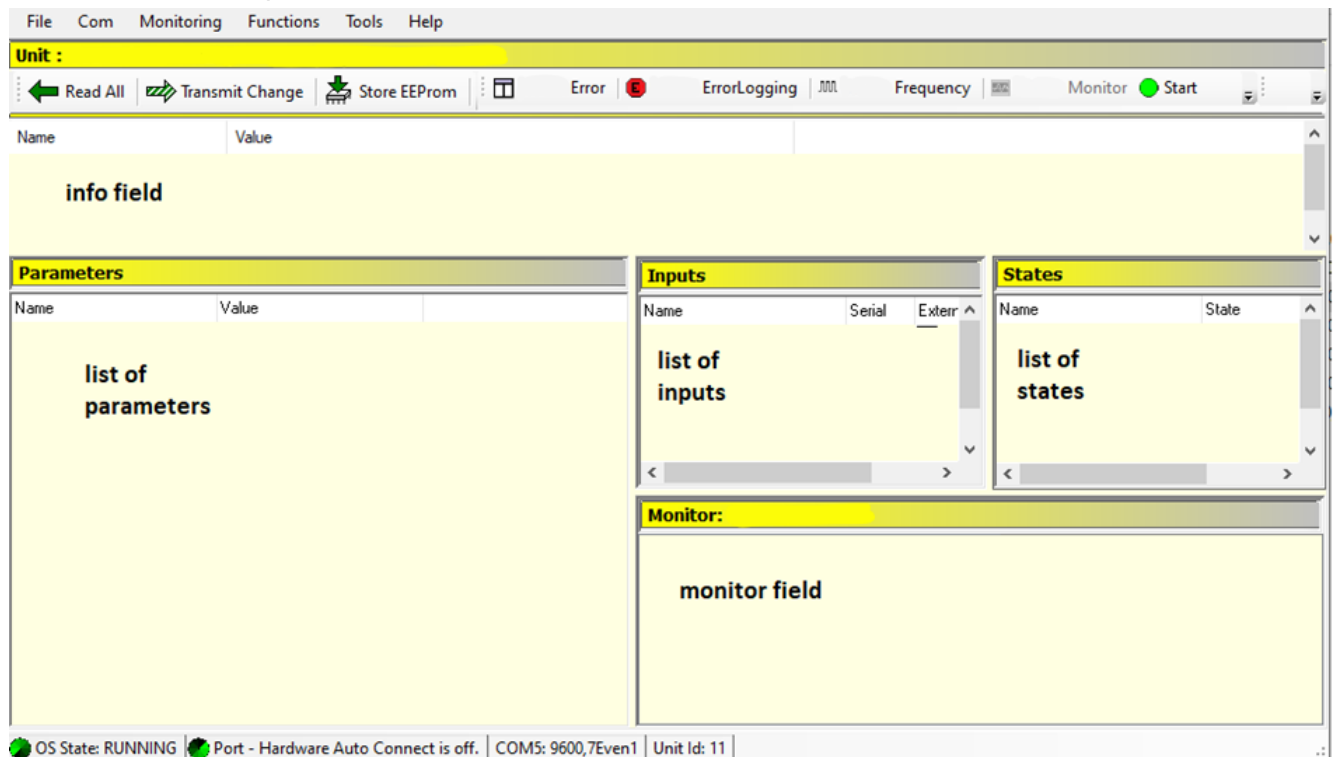 File Com Monitoring Functions Tools Help
Unit :
Read All Transmit Change Store EEProm Error E ErrorLogging Frequency Monitor Start
Name Value
info field
Parameters
Name Value
list of
parameters
Inputs
Name Serial Extern
list of
inputs
States
Name State
list of
states
Monitor:
monitor field
OS State: RUNNING Port - Hardware Auto Connect is off. COM5: 9600,7Even1 Unit Id: 11